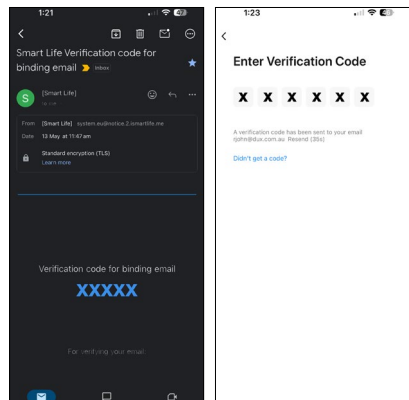 1:21
47
Smart Life Verification code for
binding email Inbox
S
[Smart Life]
to me
From [Smart Life] system.eu@notice.2.ismartlife.me
Date 13 May at 11:47 am
Standard encryption (TLS)
Learn more
Verification code for binding email
XXXXX
For verifying your email
1:23
Enter Verification Code
X X X X X X
A verification code has been sent to your email
rjohn@dux.com.au Resend (35s)
Didn't get a code?